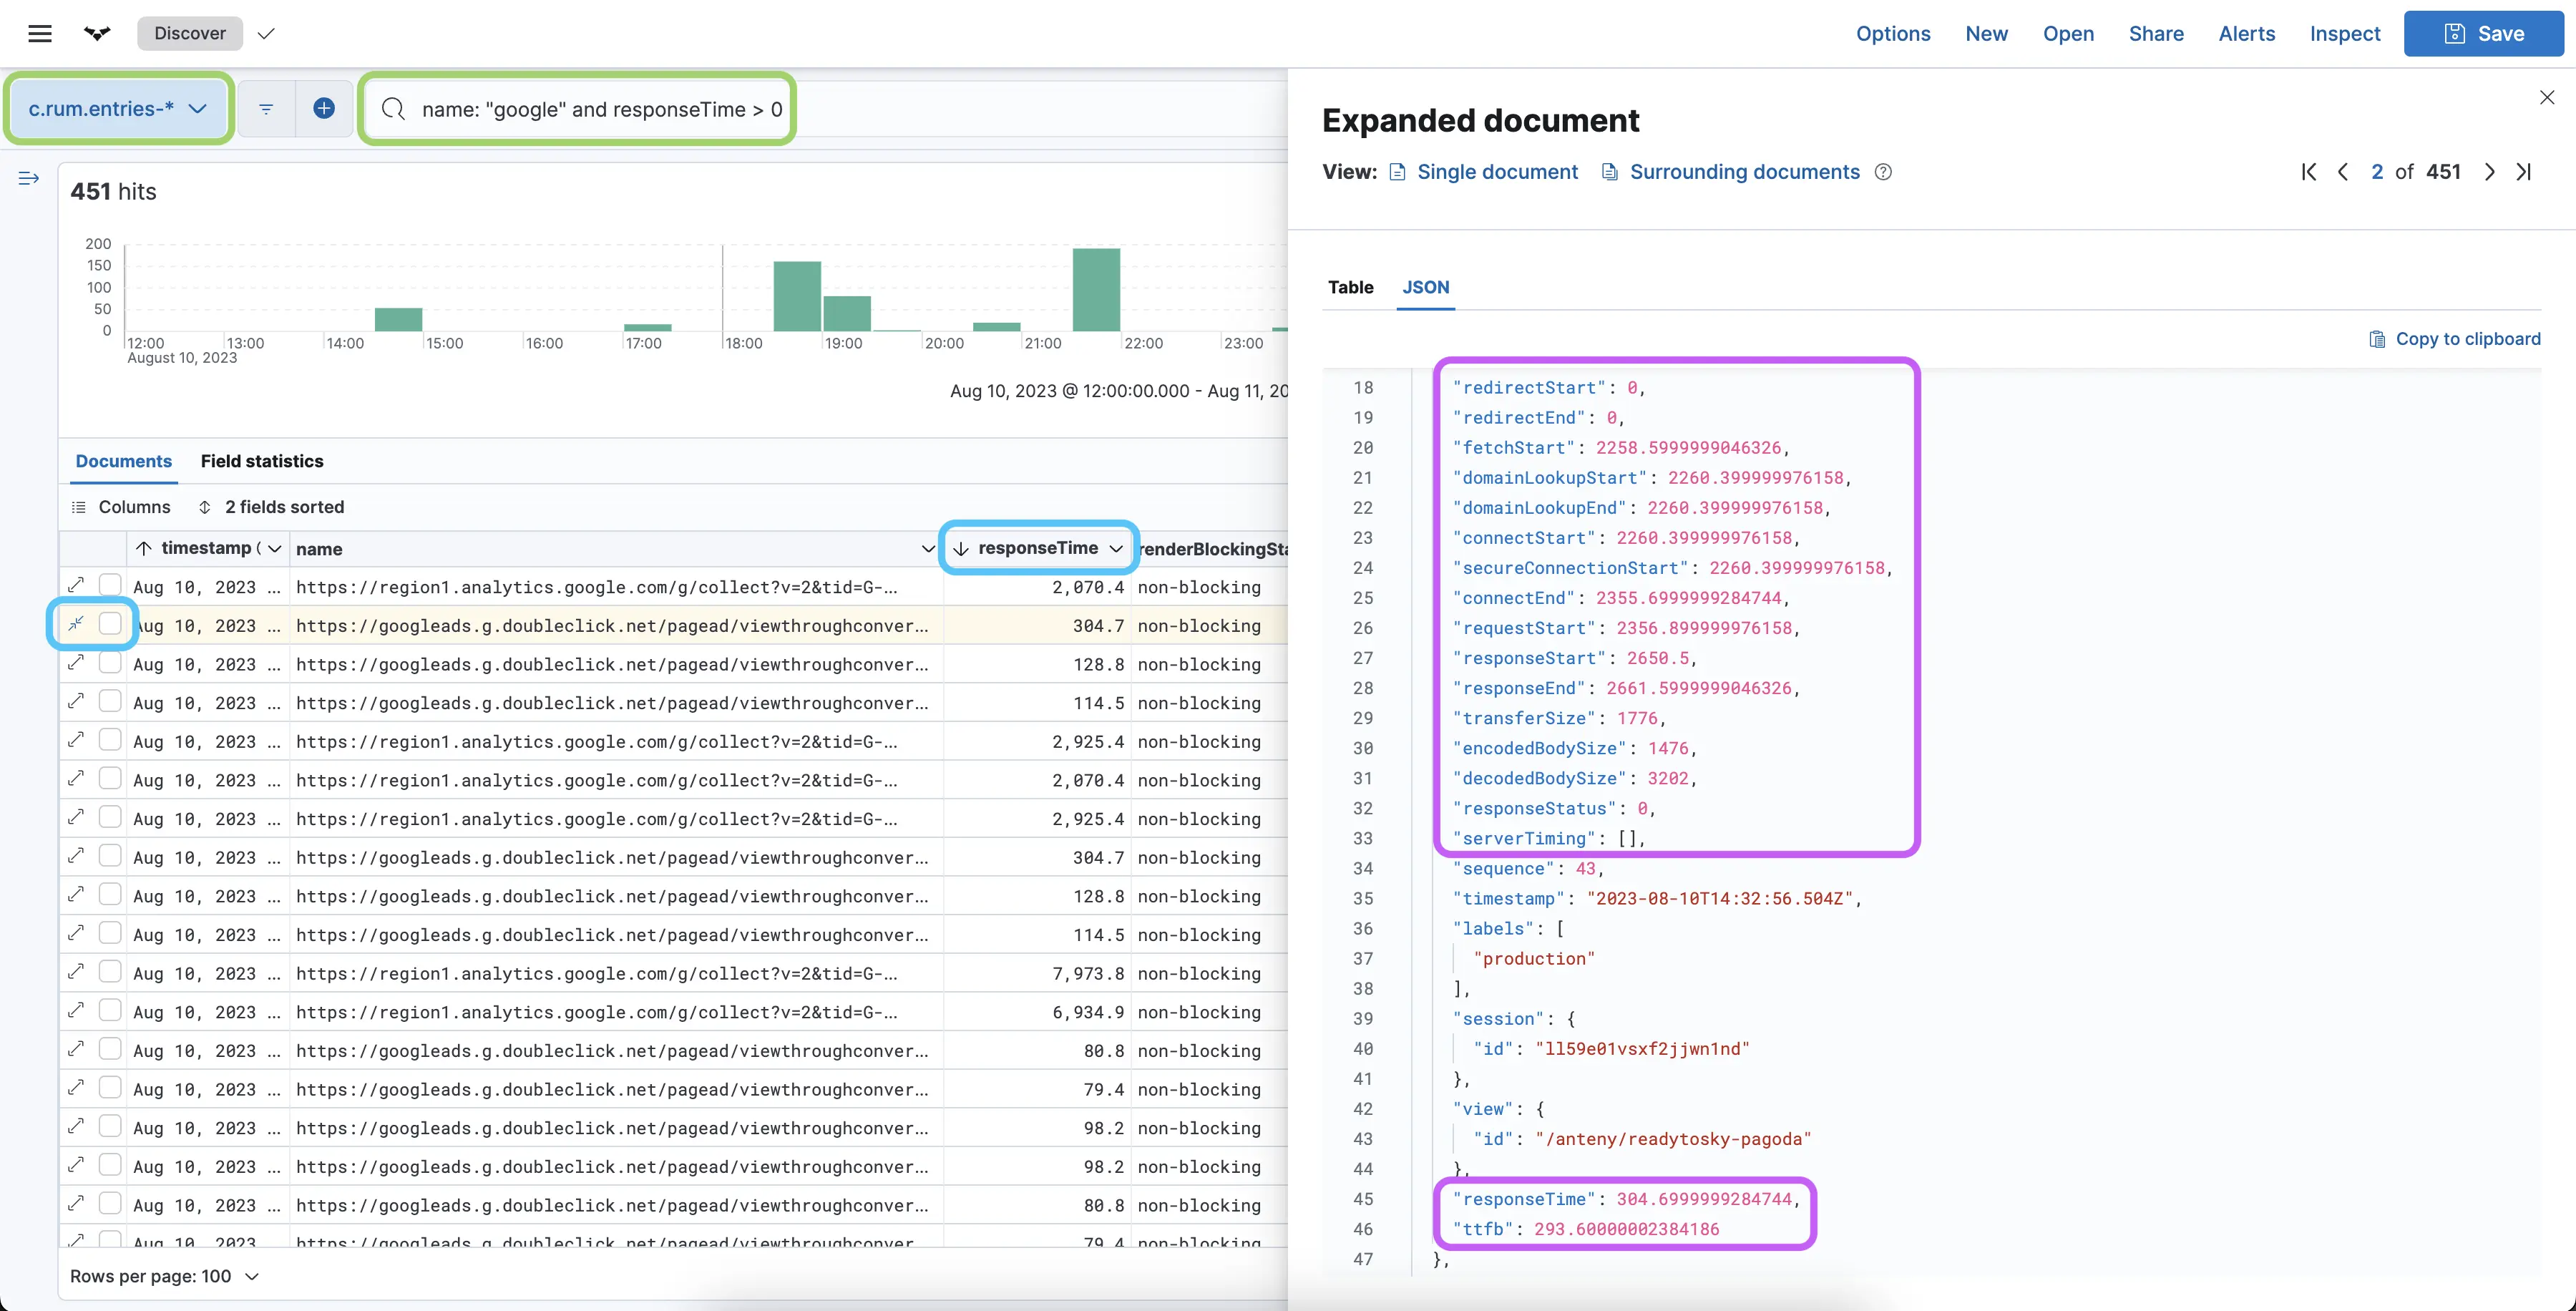 Discover
Options New Open Share Alerts Inspect Save
c.rum.entries-*
name: "google" and responseTime > 0
451 hits
200
150
100
50
0
12:00 13:00 14:00 15:00 16:00 17:00 18:00 19:00 20:00 21:00 22:00 23:00
August 10, 2023
Aug 10, 2023 @ 12:00:00.000 - Aug 11, 20
Documents Field statistics
Columns 2 fields sorted
timestamp ( name responseTime renderBlockingSta
Aug 10, 2023 ... https://region1.analytics.google.com/g/collect?v=2&tid=G-... 2,070.4 non-blocking
Aug 10, 2023 ... https://googleads.g.doubleclick.net/pagead/viewthroughconver... 304.7 non-blocking
Aug 10, 2023 ... https://googleads.g.doubleclick.net/pagead/viewthroughconver... 128.8 non-blocking
Aug 10, 2023 ... https://googleads.g.doubleclick.net/pagead/viewthroughconver... 114.5 non-blocking
Aug 10, 2023 ... https://region1.analytics.google.com/g/collect?v=2&tid=G-... 2,925.4 non-blocking
Aug 10, 2023 ... https://region1.analytics.google.com/g/collect?v=2&tid=G-... 2,070.4 non-blocking
Aug 10, 2023 ... https://region1.analytics.google.com/g/collect?v=2&tid=G-... 2,925.4 non-blocking
Aug 10, 2023 ... https://googleads.g.doubleclick.net/pagead/viewthroughconver... 304.7 non-blocking
Aug 10, 2023 ... https://googleads.g.doubleclick.net/pagead/viewthroughconver... 128.8 non-blocking
Aug 10, 2023 ... https://googleads.g.doubleclick.net/pagead/viewthroughconver... 114.5 non-blocking
Aug 10, 2023 ... https://region1.analytics.google.com/g/collect?v=2&tid=G-... 7,973.8 non-blocking
Aug 10, 2023 ... https://region1.analytics.google.com/g/collect?v=2&tid=G-... 6,934.9 non-blocking
Aug 10, 2023 ... https://googleads.g.doubleclick.net/pagead/viewthroughconver... 80.8 non-blocking
Aug 10, 2023 ... https://googleads.g.doubleclick.net/pagead/viewthroughconver... 79.4 non-blocking
Aug 10, 2023 ... https://googleads.g.doubleclick.net/pagead/viewthroughconver... 98.2 non-blocking
Aug 10, 2023 ... https://googleads.g.doubleclick.net/pagead/viewthroughconver... 98.2 non-blocking
Aug 10, 2023 ... https://googleads.g.doubleclick.net/pagead/viewthroughconver... 80.8 non-blocking
Aug 10, 2023 https://googleads.g.doubleclick.net/pagead/viewthroughconver 79.4 non-blocking
Rows per page: 100
Expanded document
View: Single document Surrounding documents
2 of 451
Table JSON
Copy to clipboard
18 "redirectStart": 0,
19 "redirectEnd": 0,
20 "fetchStart": 2258.5999999046326,
21 "domainLookupStart": 2260.399999976158,
22 "domainLookupEnd": 2260.399999976158,
23 "connectStart": 2260.399999976158,
24 "secureConnectionStart": 2260.399999976158,
25 "connectEnd": 2355.6999999284744,
26 "requestStart": 2356.899999976158,
27 "responseStart": 2650.5,
28 "responseEnd": 2661.5999999046326,
29 "transferSize": 1776,
30 "encodedBodySize": 1476,
31 "decodedBodySize": 3202,
32 "responseStatus": 0,
33 "serverTiming": [],
34 "sequence": 43,
35 "timestamp": "2023-08-10T14:32:56.504Z",
36 "labels": [
37 "production"
38 ],
39 "session": {
40 "id": "ll59e01vsxf2jjwn1nd"
41 },
42 "view": {
43 "id": "/anteny/readytosky-pagoda"
44 },
45 "responseTime": 304.6999999284744,
46 "ttfb": 293.60000002384186
47 },